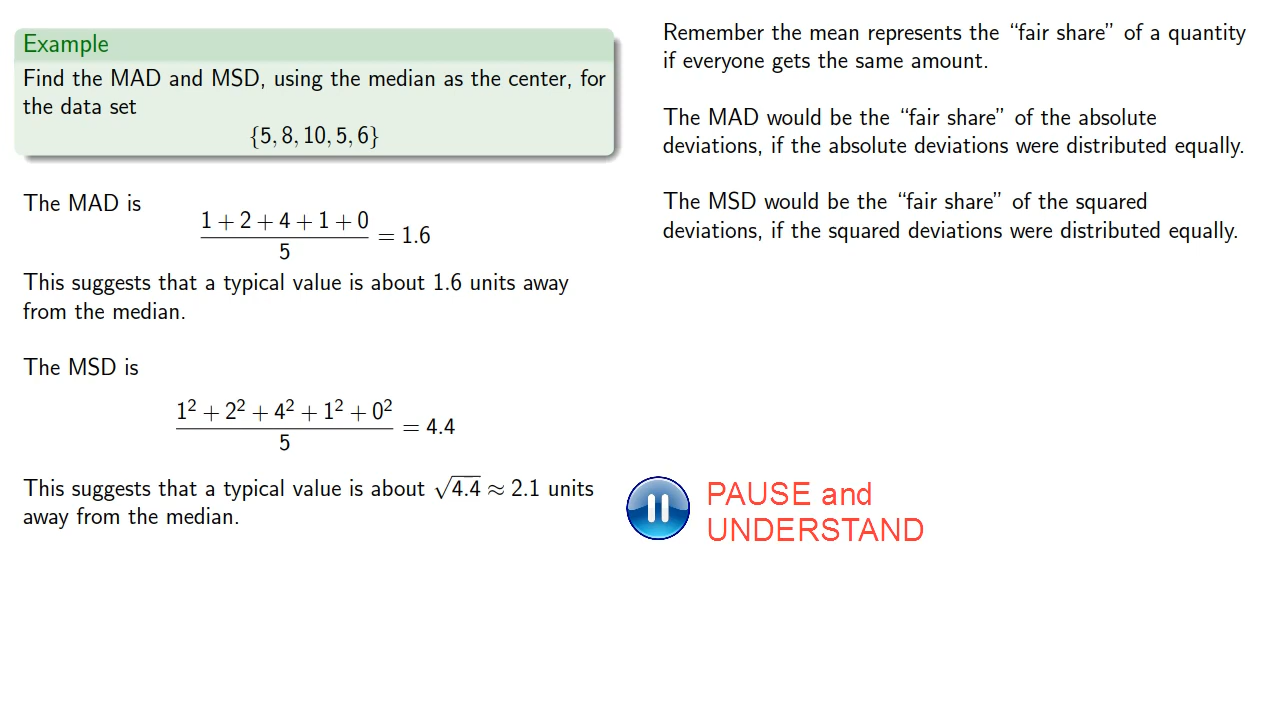 Example
Find the MAD and MSD, using the median as the center, for
the data set
{5, 8, 10, 5, 6}
The MAD is
(1 + 2 + 4 + 1 + 0)/5 = 1.6
This suggests that a typical value is about 1.6 units away
from the median.
The MSD is
(1² + 2² + 4² + 1² + 0²)/5 = 4.4
This suggests that a typical value is about √4.4 ≈ 2.1 units
away from the median.
Remember the mean represents the “fair share” of a quantity
if everyone gets the same amount.
The MAD would be the “fair share” of the absolute
deviations, if the absolute deviations were distributed equally.
The MSD would be the “fair share” of the squared
deviations, if the squared deviations were distributed equally.
PAUSE and
UNDERSTAND